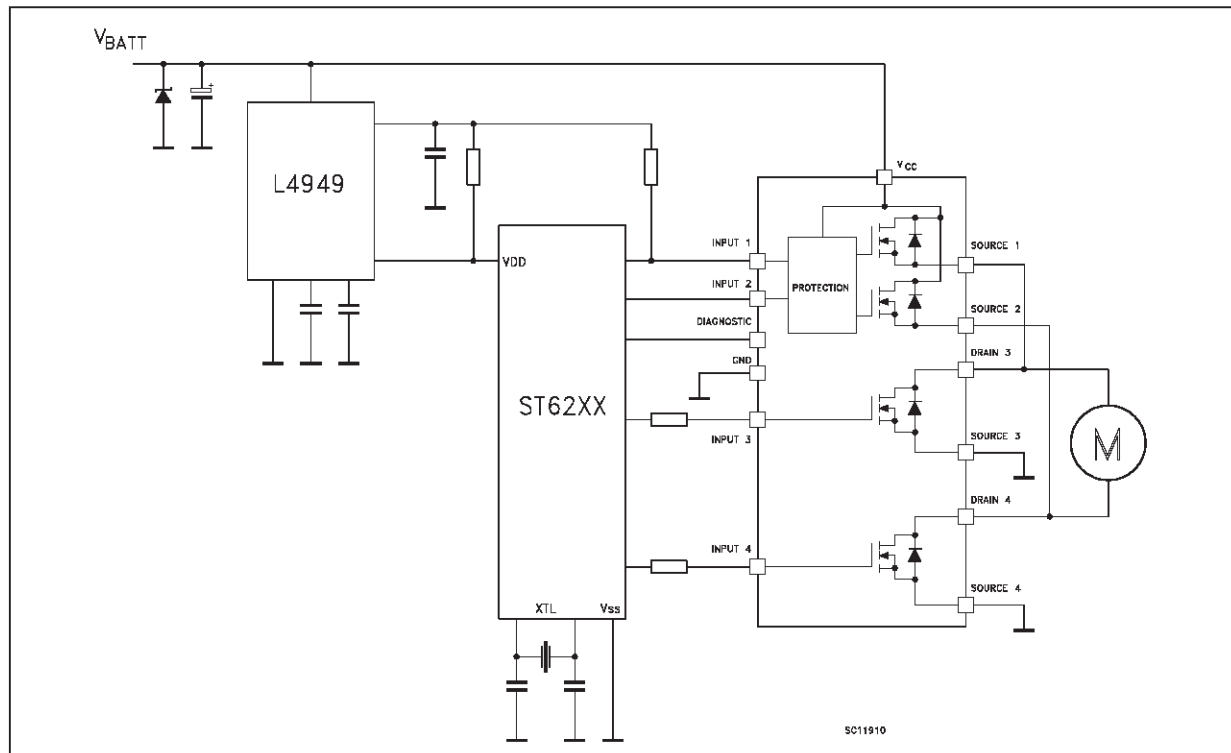 VBATT
L4949
VCC
INPUT 1
SOURCE 1
VDD
INPUT 2
PROTECTION
SOURCE 2
DIAGNOSTIC
DRAIN 3
GND
ST62XX
INPUT 3
SOURCE 3
M
DRAIN 4
INPUT 4
SOURCE 4
XTL
VSS
SC11910